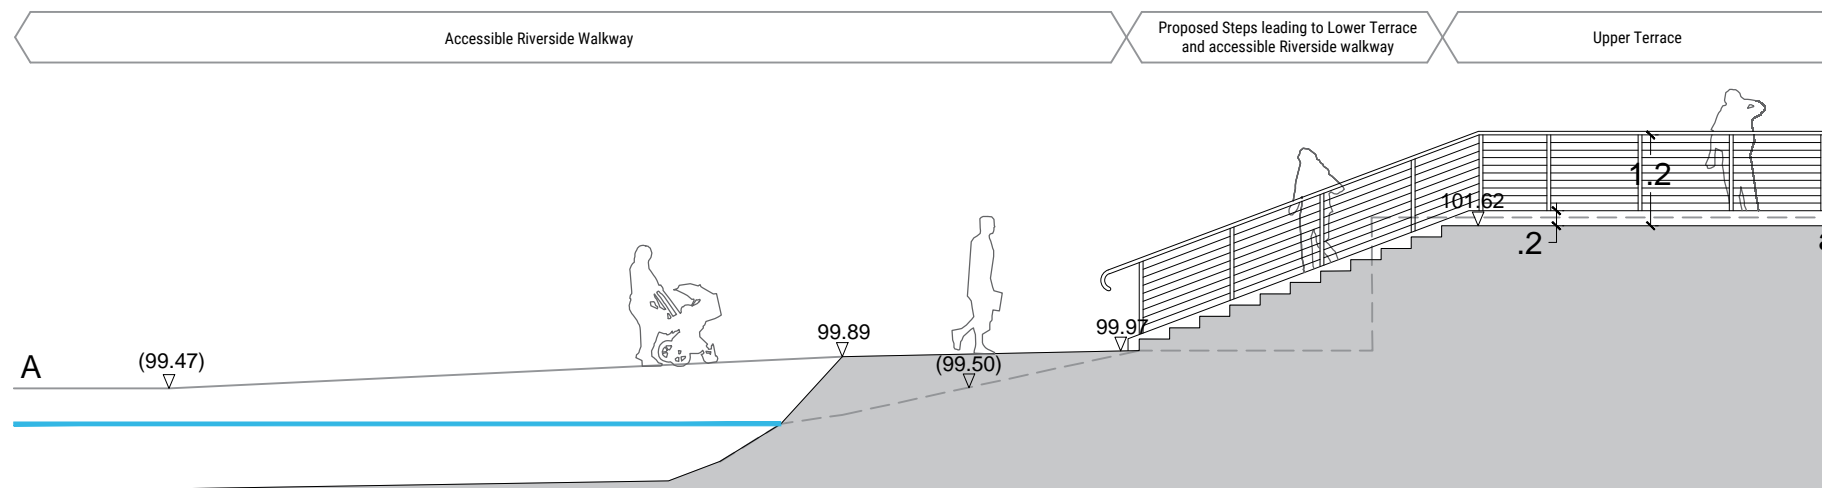 Accessible Riverside Walkway
Proposed Steps leading to Lower Terrace
and accessible Riverside walkway
Upper Terrace
1.2
101.62
.2
99.97
99.89
(99.47)
(99.50)
A